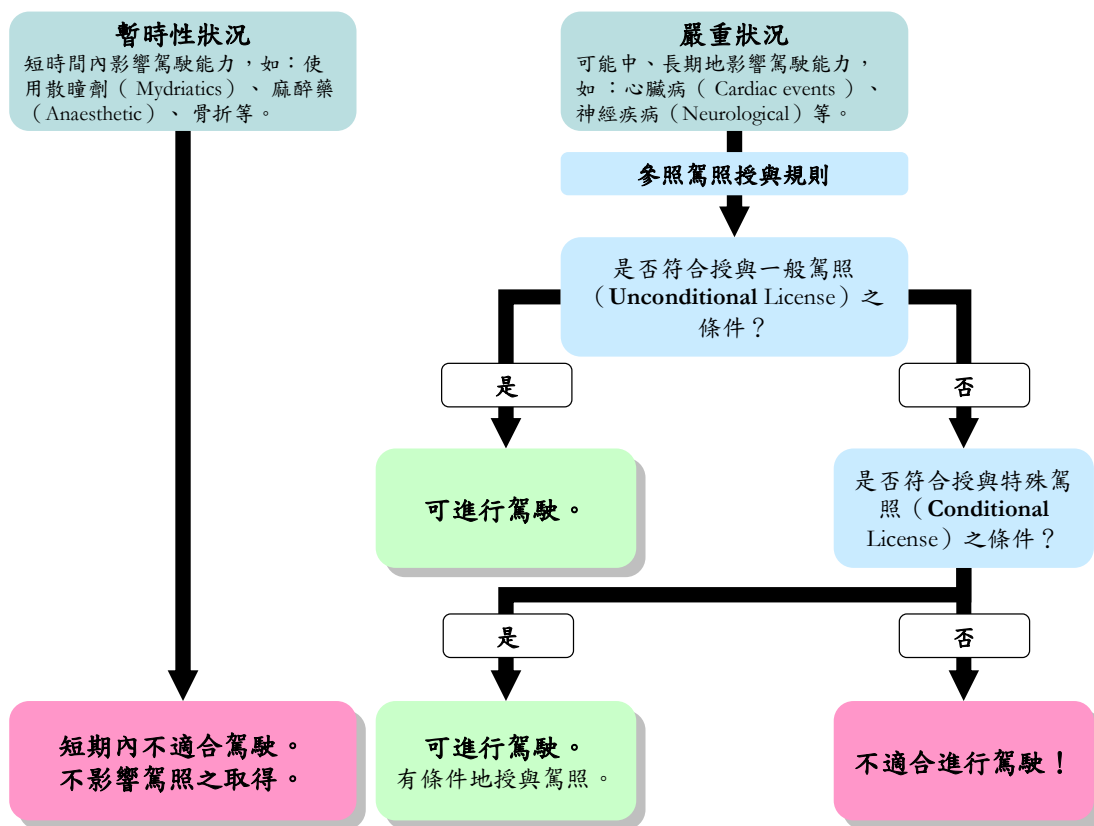 暫時性狀況
短時間內影響駕駛能力，如：使
用散瞳劑（Mydriatics）、麻醉藥
（Anaesthetic）、骨折等。
嚴重狀況
可能中、長期地影響駕駛能力，
如：心臟病（Cardiac events）、
神經疾病（Neurological）等。
參照駕照授與規則
是否符合授與一般駕照
（Unconditional License）之
條件？
是
否
可進行駕駛。
是否符合授與特殊駕
照（Conditional
License）之條件？
是
否
短期內不適合駕駛。
不影響駕照之取得。
可進行駕駛。
有條件地授與駕照。
不適合進行駕駛！